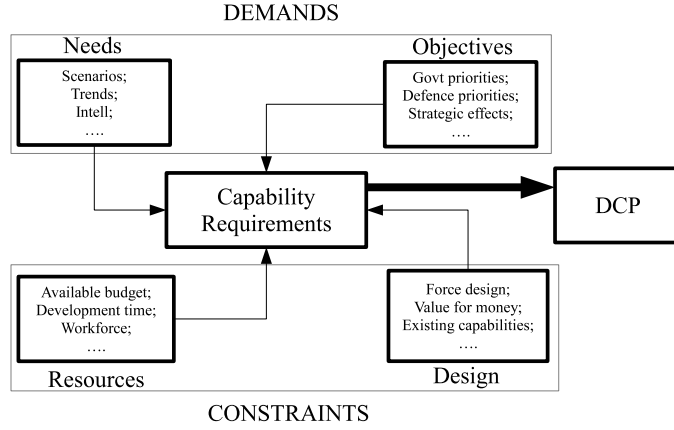 DEMANDS
Needs
Scenarios;
Trends;
Intell;
....
Objectives
Govt priorities;
Defence priorities;
Strategic effects;
....
Capability
Requirements
DCP
Available budget;
Development time;
Workforce;
....
Resources
Force design;
Value for money;
Existing capabilities;
....
Design
CONSTRAINTS